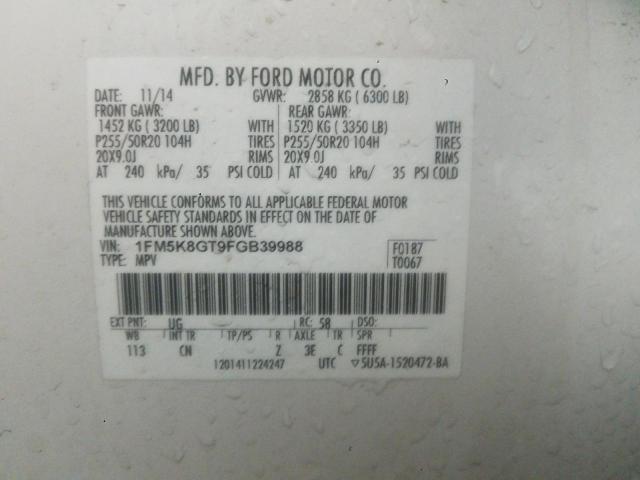 MFD. BY FORD MOTOR CO.
DATE: 11/14 GVWR: 2858 KG ( 6300 LB)
FRONT GAWR: REAR GAWR:
1452 KG ( 3200 LB) WITH 1520 KG ( 3350 LB) WITH
P255/50R20 104H TIRES P255/50R20 104H TIRES
20X9.0J RIMS 20X9.0J RIMS
AT 240 kPa/ 35 PSI COLD AT 240 kPa/ 35 PSI COLD
THIS VEHICLE CONFORMS TO ALL APPLICABLE FEDERAL MOTOR
VEHICLE SAFETY STANDARDS IN EFFECT ON THE DATE OF
MANUFACTURE SHOWN ABOVE.
VIN: 1FM5K8GT9FGB39988 F0187
TYPE: MPV T0067
EXT PNT: UG RC: 58 DSO:
WB INT TR TP/PS R AXLE TR SPR
113 CN Z 3E C FFFF
1201411224247 UTC ▽5U5A-1520472-BA